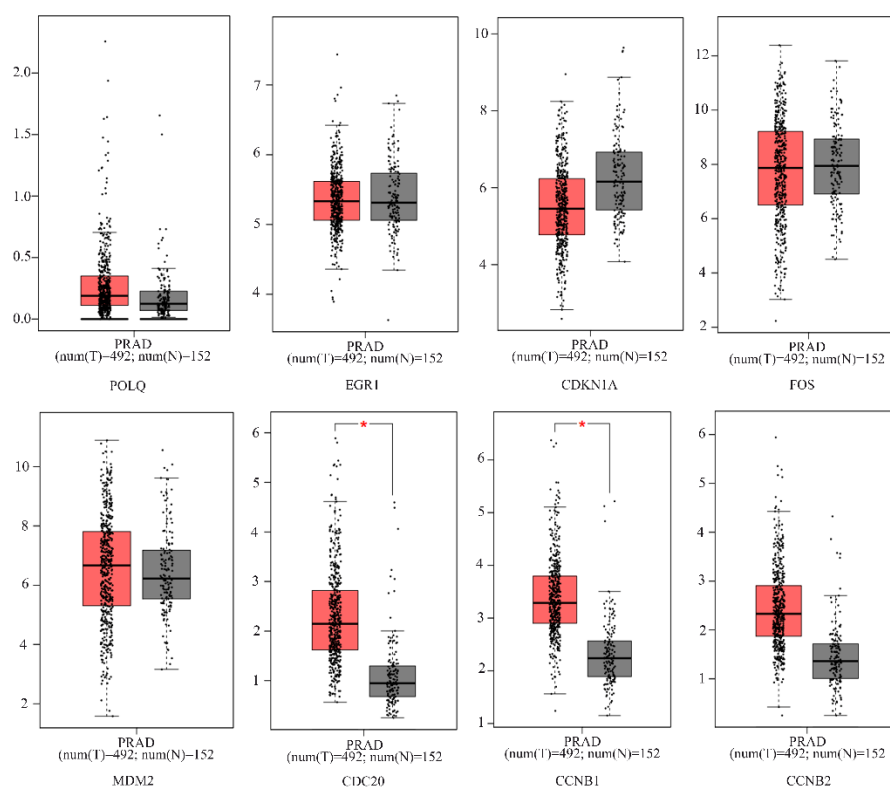 2.0
1.5
1.0
0.5
0.0
PRAD
(num(T)−492; num(N)−152
POLQ
7
6
5
4
PRAD
(num(T)=492; num(N)=152
EGR1
10
8
6
4
PRAD
(num(T)=492; num(N)=152
CDKN1A
12
10
8
6
4
2
PRAD
(num(T)−492; num(N)−152
FOS
10
8
6
4
2
PRAD
(num(T)−492; num(N)−152
MDM2
6
5
4
3
2
1
*
PRAD
(num(T)=492; num(N)=152
CDC20
6
5
4
3
2
1
*
PRAD
(num(T)=492; num(N)=152
CCNB1
6
5
4
3
2
1
PRAD
(num(T)=492; num(N)=152
CCNB2